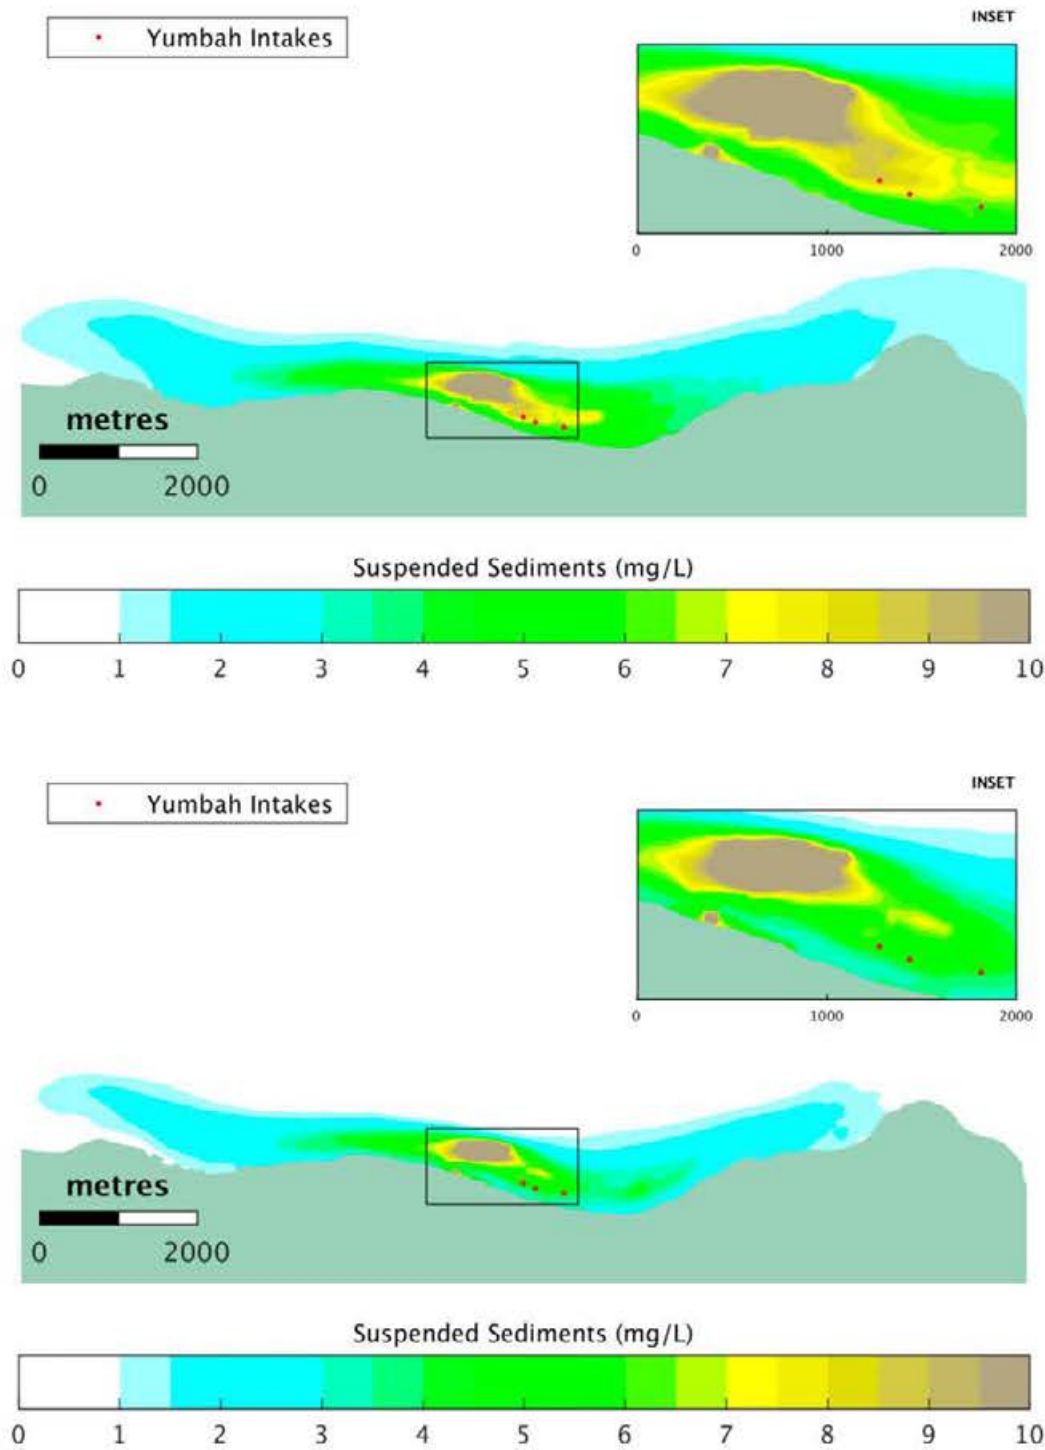 INSET
Yumbah Intakes
0 1000 2000
metres
0 2000
Suspended Sediments (mg/L)
0 1 2 3 4 5 6 7 8 9 10
INSET
Yumbah Intakes
0 1000 2000
metres
0 2000
Suspended Sediments (mg/L)
0 1 2 3 4 5 6 7 8 9 10